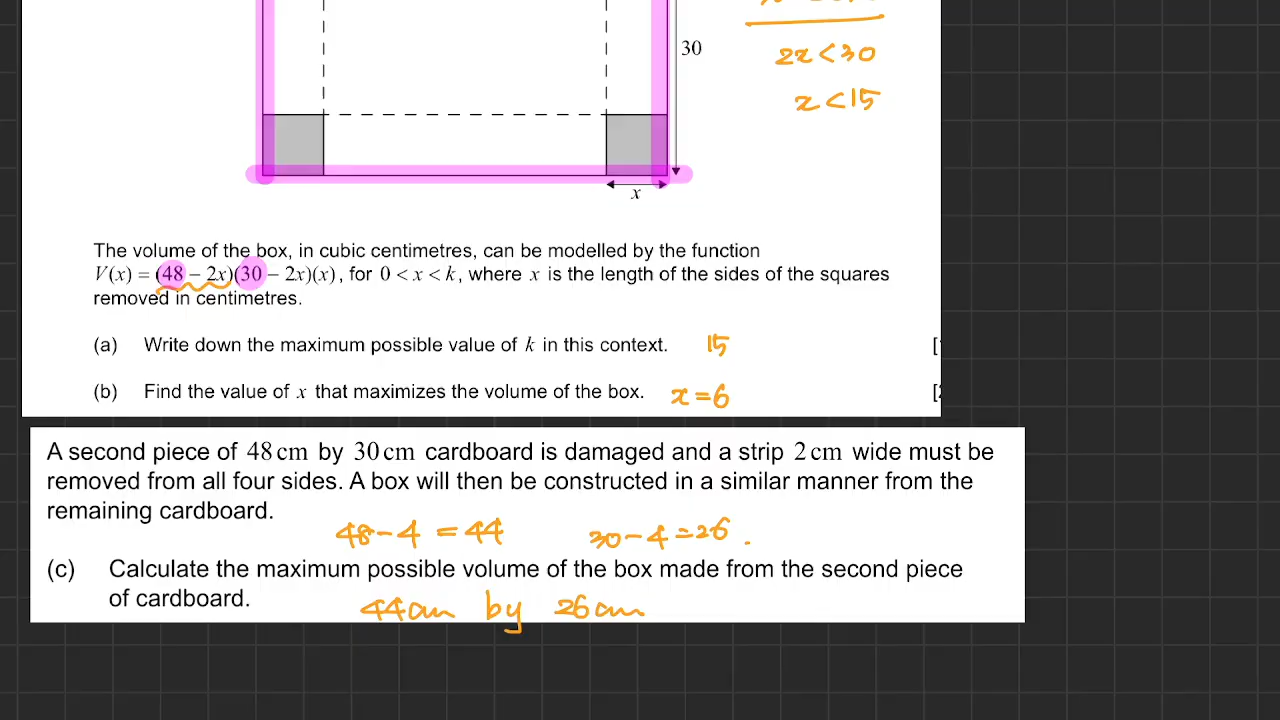 30
2x < 30
x < 15
x
The volume of the box, in cubic centimetres, can be modelled by the function
V(x) = (48 − 2x)(30 − 2x)(x), for 0 < x < k, where x is the length of the sides of the squares
removed in centimetres.
(a) Write down the maximum possible value of k in this context. 15
(b) Find the value of x that maximizes the volume of the box. x = 6
A second piece of 48 cm by 30 cm cardboard is damaged and a strip 2 cm wide must be
removed from all four sides. A box will then be constructed in a similar manner from the
remaining cardboard.
48 − 4 = 44 30 − 4 = 26 .
(c) Calculate the maximum possible volume of the box made from the second piece
of cardboard.
44cm by 26cm